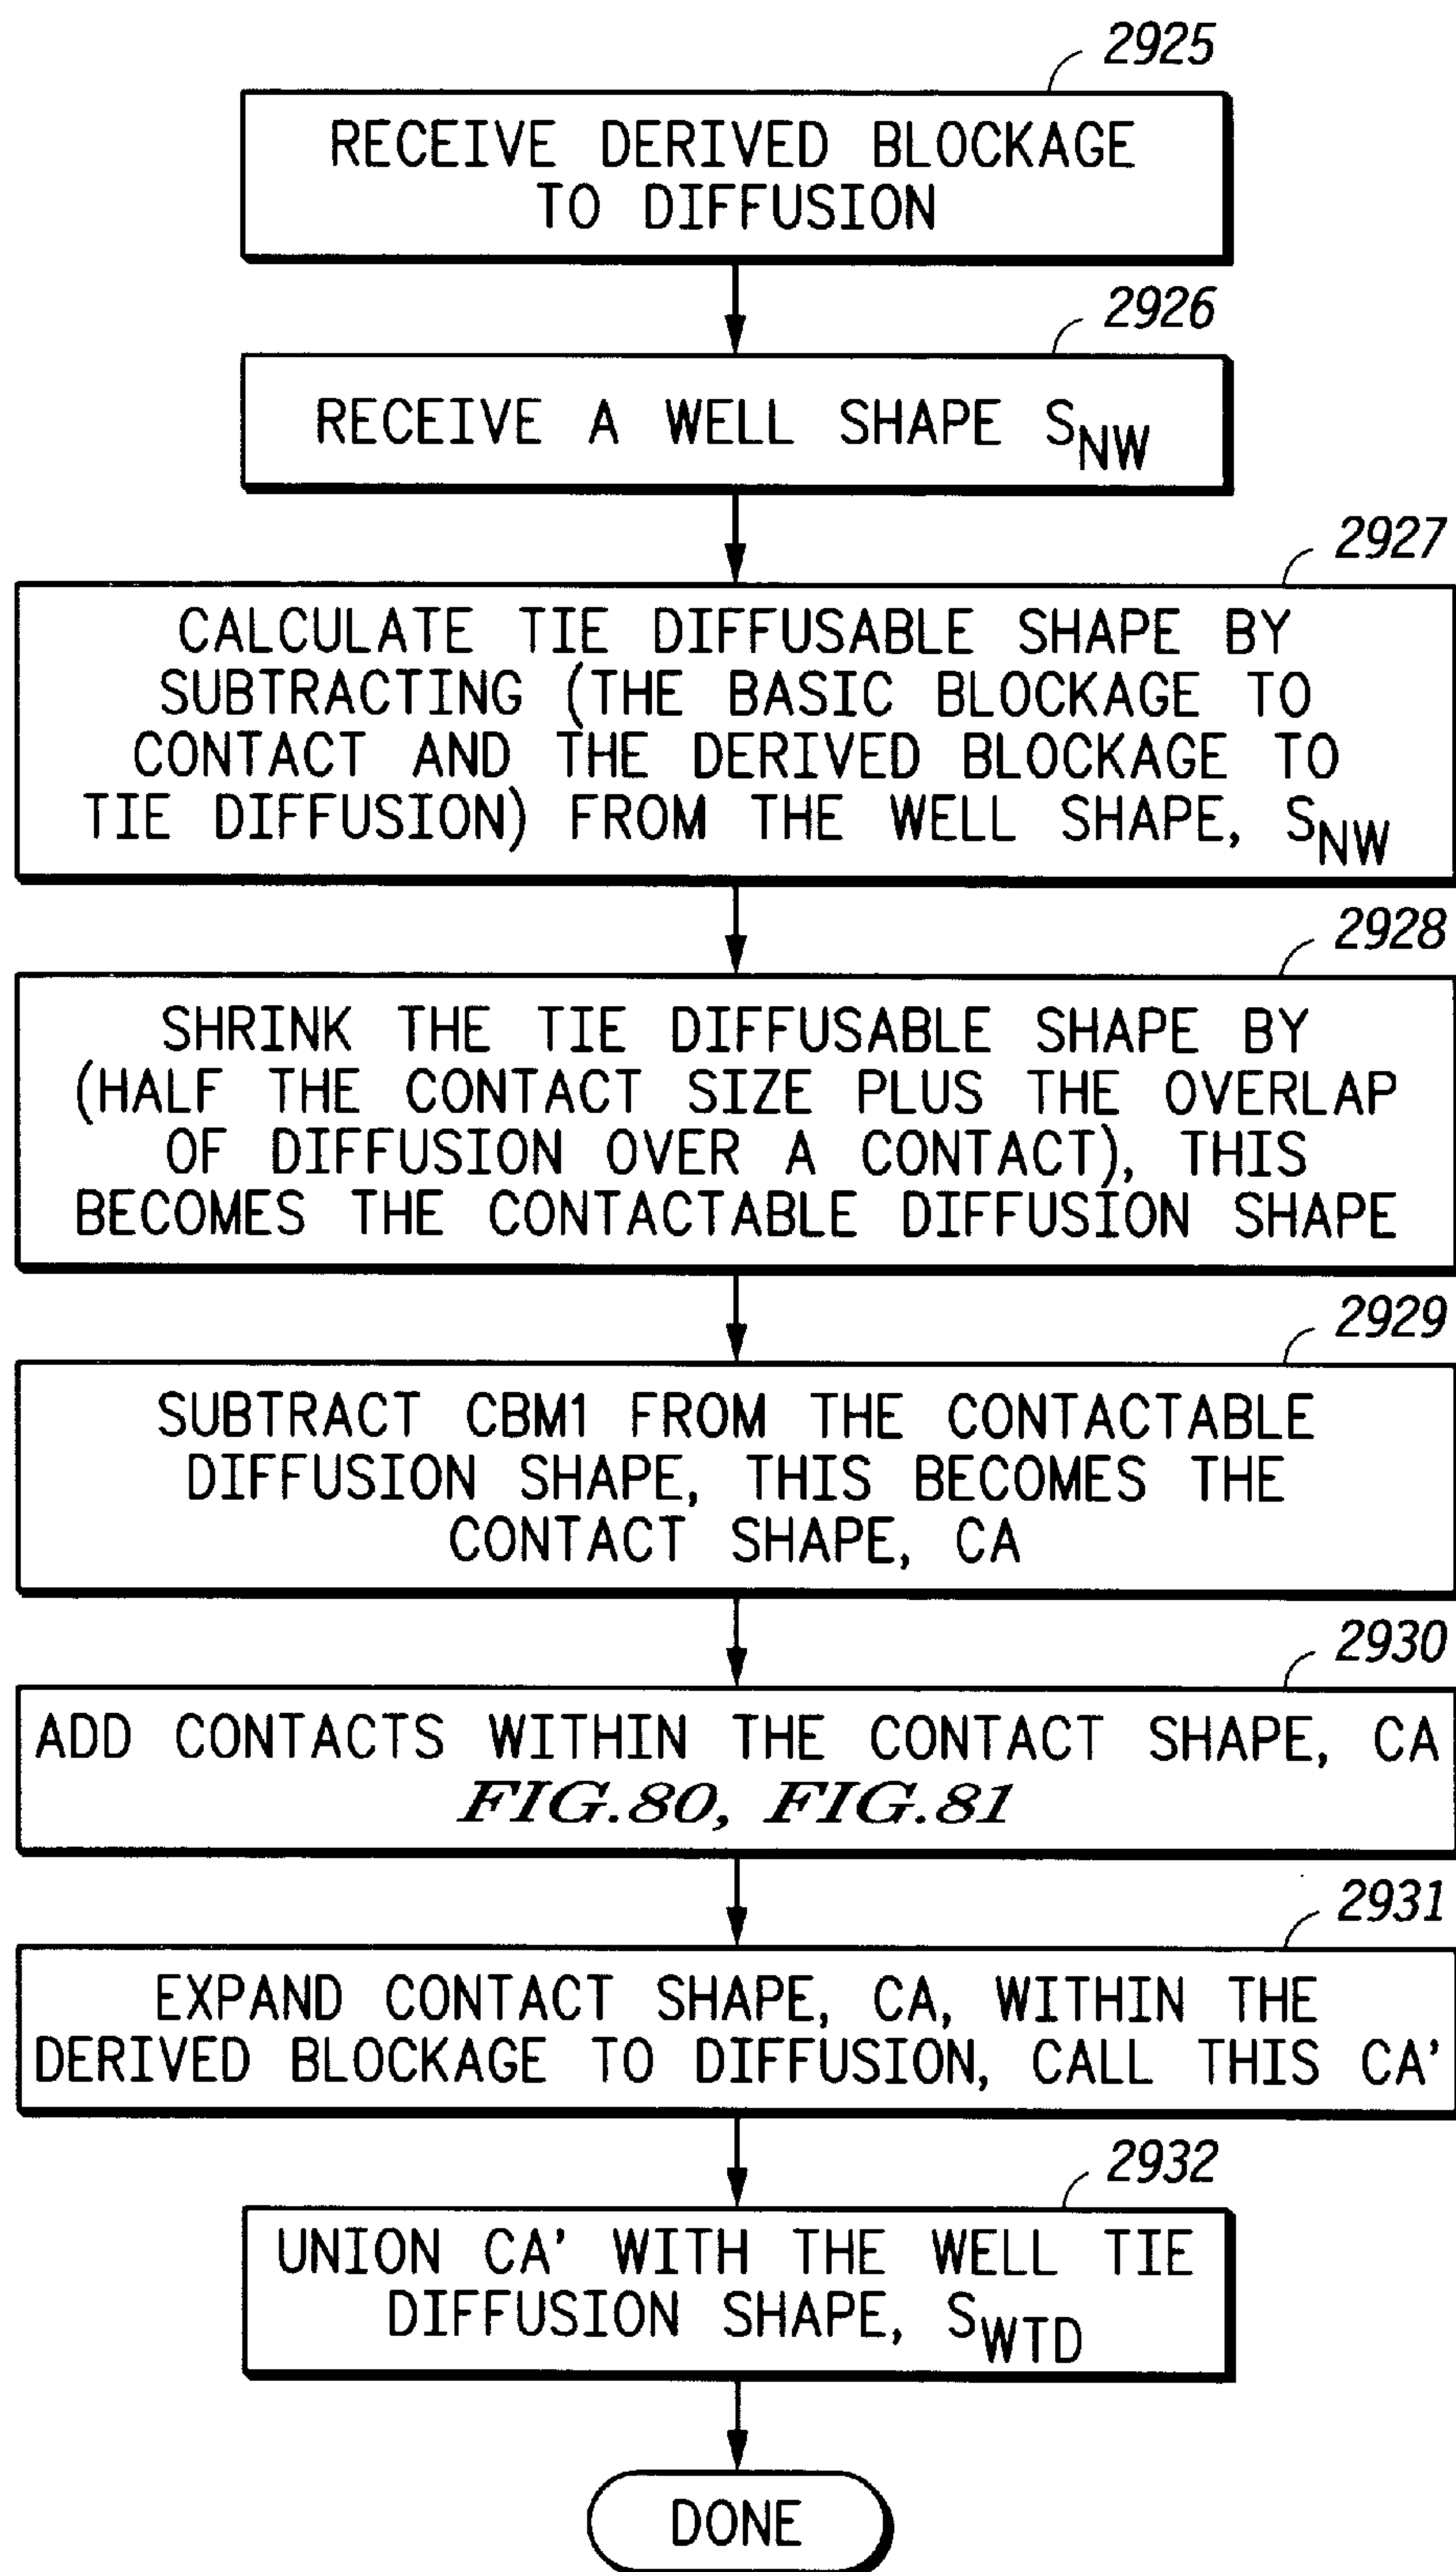 2925
RECEIVE DERIVED BLOCKAGE
TO DIFFUSION
2926
RECEIVE A WELL SHAPE SNW
2927
CALCULATE TIE DIFFUSABLE SHAPE BY
SUBTRACTING (THE BASIC BLOCKAGE TO
CONTACT AND THE DERIVED BLOCKAGE TO
TIE DIFFUSION) FROM THE WELL SHAPE, SNW
2928
SHRINK THE TIE DIFFUSABLE SHAPE BY
(HALF THE CONTACT SIZE PLUS THE OVERLAP
OF DIFFUSION OVER A CONTACT), THIS
BECOMES THE CONTACTABLE DIFFUSION SHAPE
2929
SUBTRACT CBM1 FROM THE CONTACTABLE
DIFFUSION SHAPE, THIS BECOMES THE
CONTACT SHAPE, CA
2930
ADD CONTACTS WITHIN THE CONTACT SHAPE, CA
FIG.80, FIG.81
2931
EXPAND CONTACT SHAPE, CA, WITHIN THE
DERIVED BLOCKAGE TO DIFFUSION, CALL THIS CA'
2932
UNION CA' WITH THE WELL TIE
DIFFUSION SHAPE, SWTD
DONE